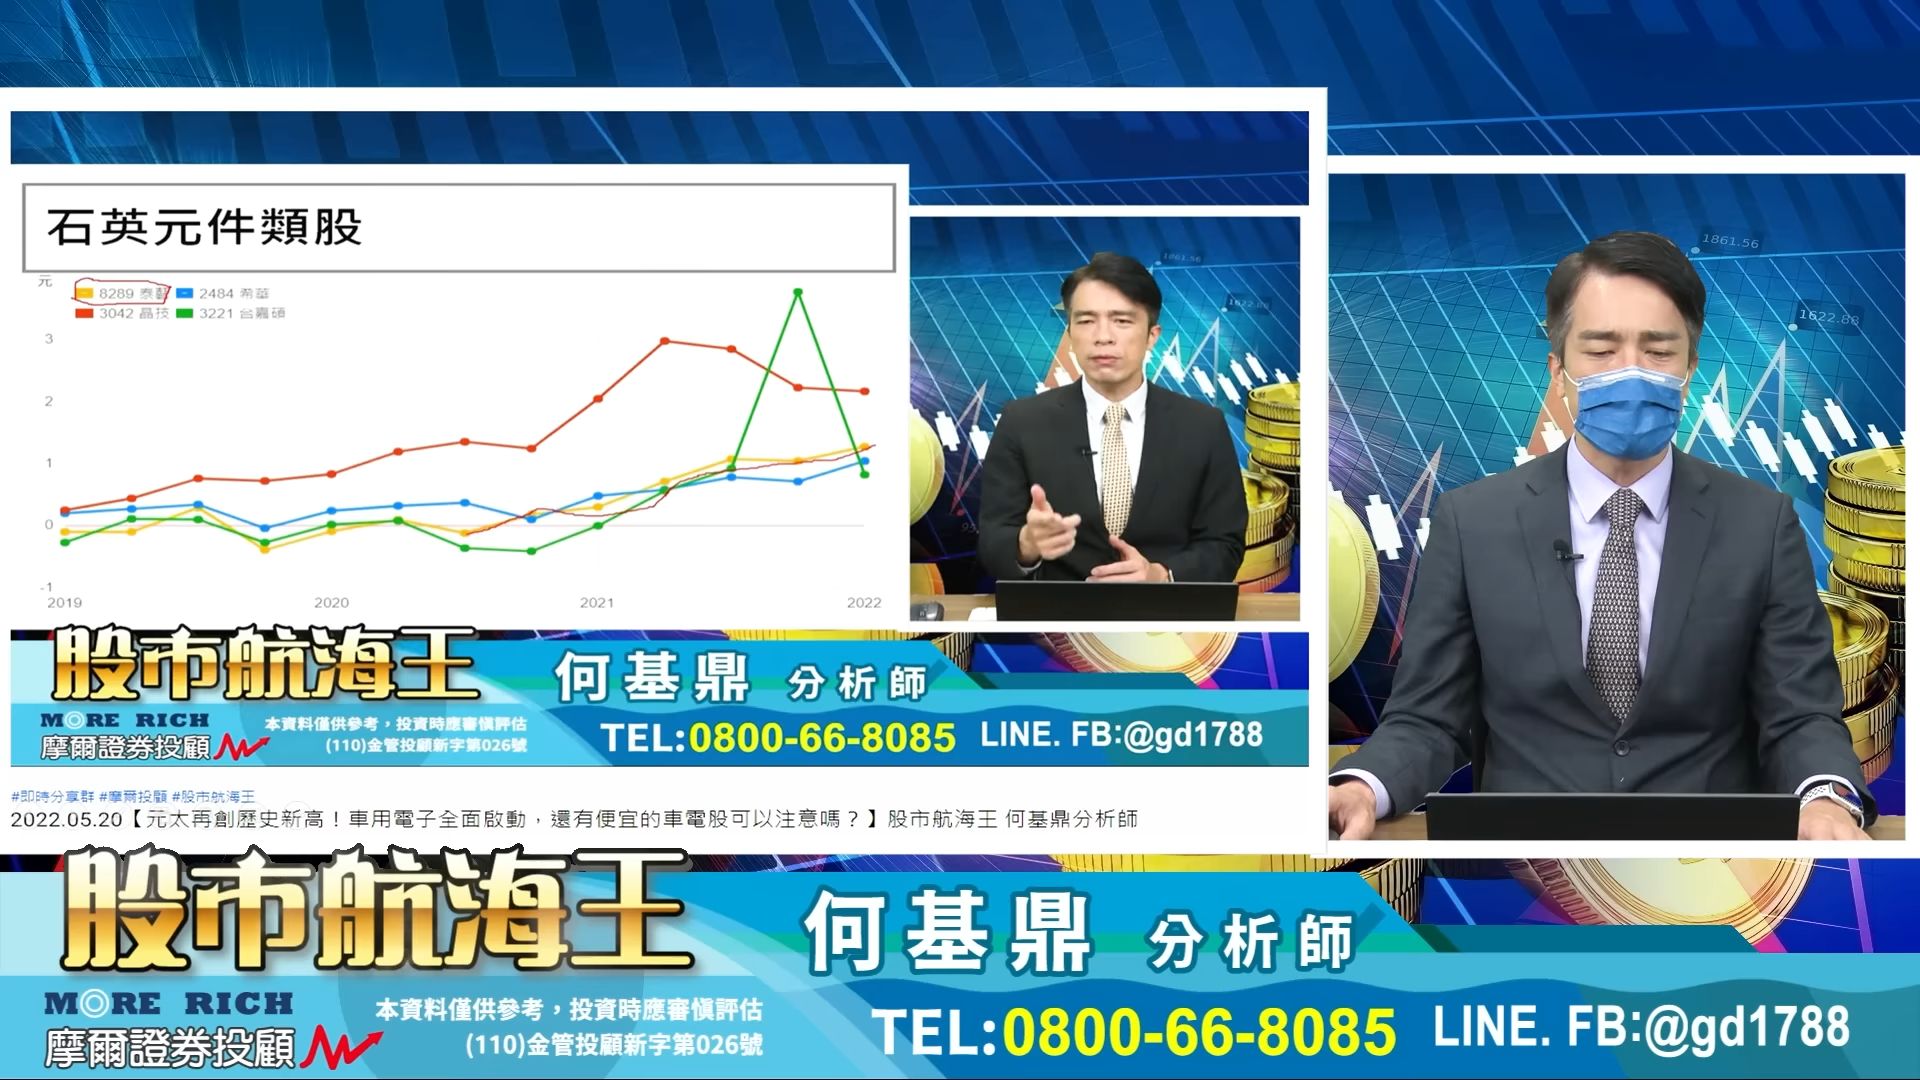 石英元件類股
元
8289 泰藝
2484 希華
3042 晶技
3221 台嘉碩
3
2
1
0
-1
2019
2020
2021
2022
1861.56
1622.88
股市航海王
何基鼎 分析師
MORE RICH
摩爾證券投顧
本資料僅供參考，投資時應審慎評估
(110)金管投顧新字第026號
TEL:0800-66-8085
LINE. FB:@gd1788
#即時分享群 #摩爾投顧 #股市航海王
2022.05.20【元太再創歷史新高！車用電子全面啟動，還有便宜的車電股可以注意嗎？】股市航海王 何基鼎分析師
1861.56
1622.88
股市航海王
何基鼎 分析師
MORE RICH
摩爾證券投顧
本資料僅供參考，投資時應審慎評估
(110)金管投顧新字第026號
TEL:0800-66-8085
LINE. FB:@gd1788